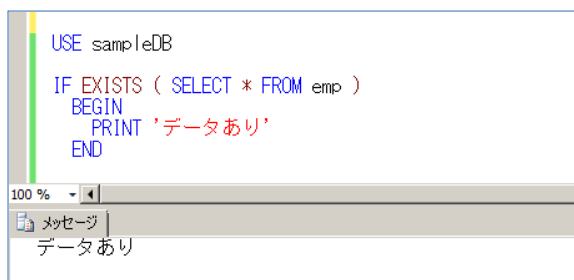 USE sampleDB
IF EXISTS ( SELECT * FROM emp )
BEGIN
PRINT 'データあり'
END
100 %
メッセージ
データあり